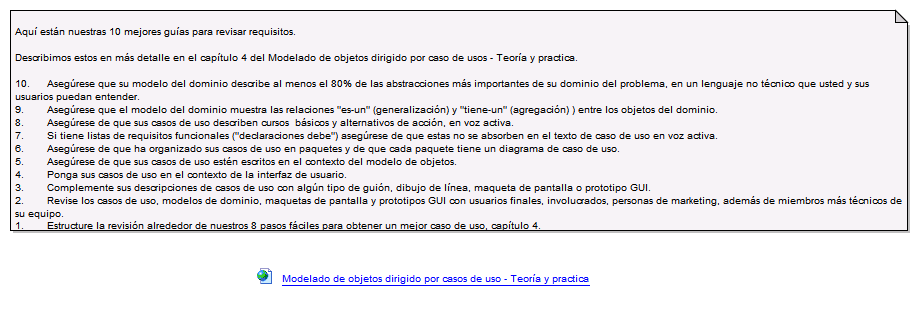 Aquí están nuestras 10 mejores guías para revisar requisitos.
Describimos estos en más detalle en el capítulo 4 del Modelado de objetos dirigido por caso de usos - Teoría y practica.
10. Asegúrese que su modelo del dominio describe al menos el 80% de las abstracciones más importantes de su dominio del problema, en un lenguaje no técnico que usted y sus
usuarios puedan entender.
9. Asegúrese que el modelo del dominio muestra las relaciones "es-un" (generalización) y "tiene-un" (agregación) ) entre los objetos del dominio.
8. Asegúrese de que sus casos de uso describen cursos básicos y alternativos de acción, en voz activa.
7. Si tiene listas de requisitos funcionales ("declaraciones debe") asegúrese de que estas no se absorben en el texto de caso de uso en voz activa.
6. Asegúrese de que ha organizado sus casos de uso en paquetes y de que cada paquete tiene un diagrama de caso de uso.
5. Asegúrese de que sus casos de uso estén escritos en el contexto del modelo de objetos.
4. Ponga sus casos de uso en el contexto de la interfaz de usuario.
3. Complemente sus descripciones de casos de uso con algún tipo de guión, dibujo de línea, maqueta de pantalla o prototipo GUI.
2. Revise los casos de uso, modelos de dominio, maquetas de pantalla y prototipos GUI con usuarios finales, involucrados, personas de marketing, además de miembros más técnicos de
su equipo.
1. Estructure la revisión alrededor de nuestros 8 pasos fáciles para obtener un mejor caso de uso, capítulo 4.
Modelado de objetos dirigido por casos de uso - Teoría y practica